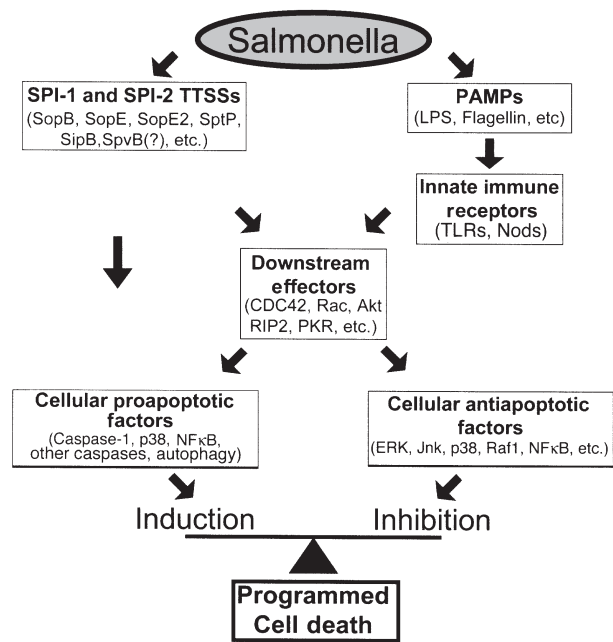 Salmonella
SPI-1 and SPI-2 TTSSs
(SopB, SopE, SopE2, SptP,
SipB,SpvB(?), etc.)
PAMPs
(LPS, Flagellin, etc)
Innate immune
receptors
(TLRs, Nods)
Downstream
effectors
(CDC42, Rac, Akt
RIP2, PKR, etc.)
Cellular proapoptotic
factors
(Caspase-1, p38, NFκB,
other caspases, autophagy)
Cellular antiapoptotic
factors
(ERK, Jnk, p38, Raf1, NFκB, etc.)
Induction
Inhibition
Programmed
Cell death